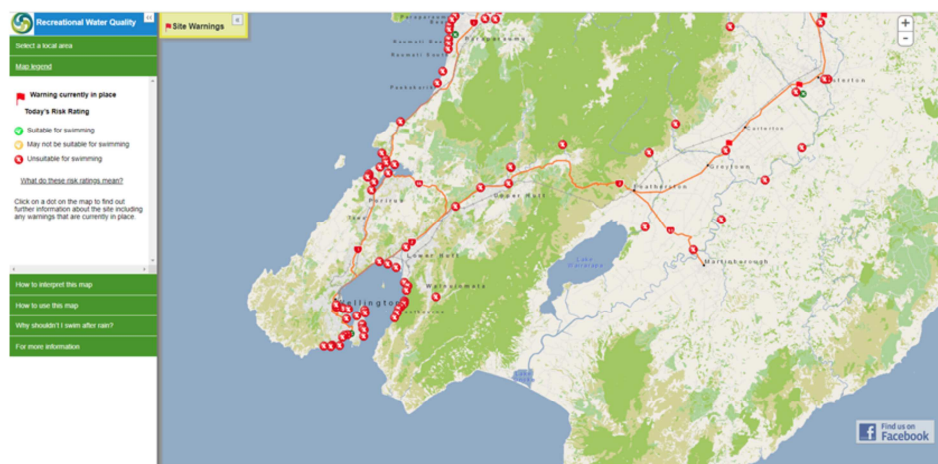 Recreational Water Quality
Select a local area
Map legend
Warning currently in place
Today's Risk Rating
Suitable for swimming
May not be suitable for swimming
Unsuitable for swimming
What do these risk ratings mean?
Click on a dot on the map to find out
further information about the site including
any warnings that are currently in place.
How to interpret this map
How to use this map
Why shouldn't I swim after rain?
For more information
Site Warnings
+
-
Paraparaumu
Raumati
Paekakariki
Porirua
Upper Hutt
Lower Hutt
Wainuiomata
Wellington
Featherston
Greytown
Carterton
Martinborough
Lake
Find us on
Facebook